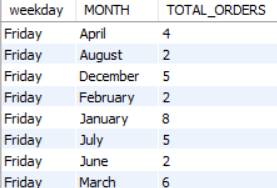 weekday MONTH TOTAL_ORDERS
Friday April 4
Friday August 2
Friday December 5
Friday February 2
Friday January 8
Friday July 5
Friday June 2
Friday March 6